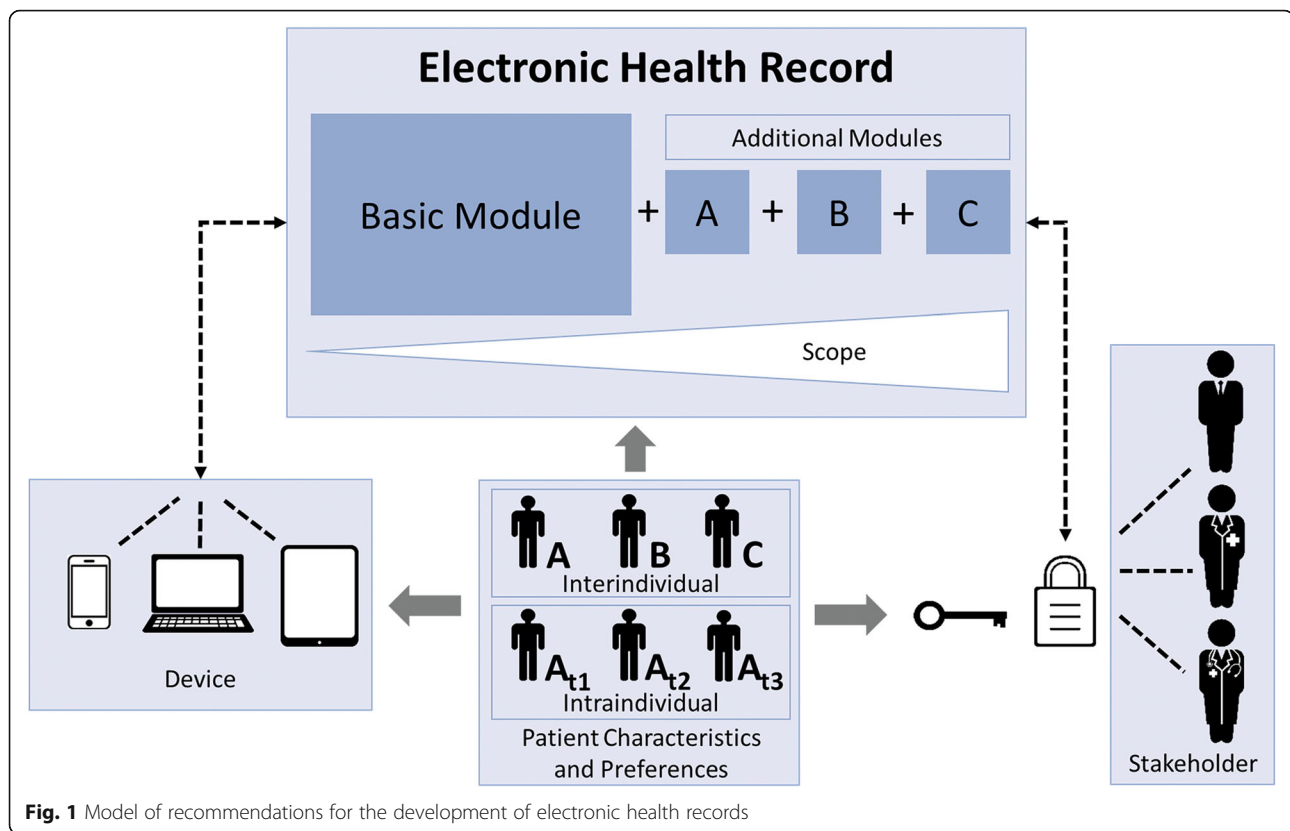 Electronic Health Record
Additional Modules
Basic Module + A + B + C
Scope
Device
A B C
Interindividual
At1 At2 At3
Intraindividual
Patient Characteristics
and Preferences
Stakeholder
Fig. 1 Model of recommendations for the development of electronic health records